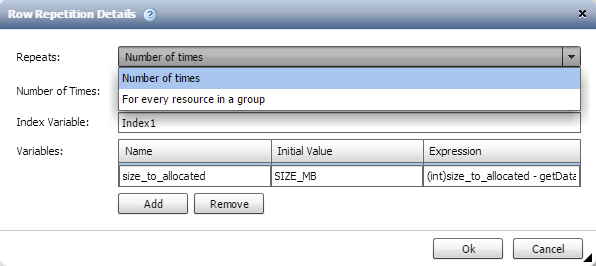 Row Repetition Details ?
Repeats: Number of times
Number of times
Number of Times:
For every resource in a group
Index Variable: Index1
Variables: Name Initial Value Expression
size_to_allocated SIZE_MB (int)size_to_allocated - getData
Add Remove
Ok Cancel